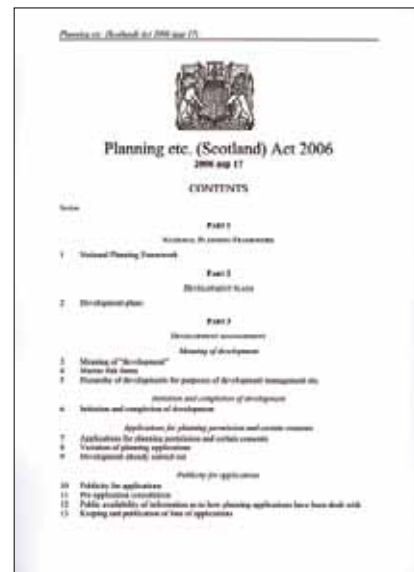 Planning etc. (Scotland) Act 2006 (asp 17)
Planning etc. (Scotland) Act 2006
2006 asp 17
CONTENTS
Section
PART 1
NATIONAL PLANNING FRAMEWORK
1 National Planning Framework
PART 2
DEVELOPMENT PLANS
2 Development plans
PART 3
DEVELOPMENT MANAGEMENT
Meaning of development
3 Meaning of "development"
4 Marine fish farms
5 Hierarchy of developments for purposes of development management etc.
Initiation and completion of development
6 Initiation and completion of development
Applications for planning permission and certain consents
7 Applications for planning permission and certain consents
8 Variation of planning applications
9 Development already carried out
Publicity for applications
10 Publicity for applications
11 Pre-application consultation
12 Public availability of information as to how planning applications have been dealt with
13 Keeping and publication of lists of applications